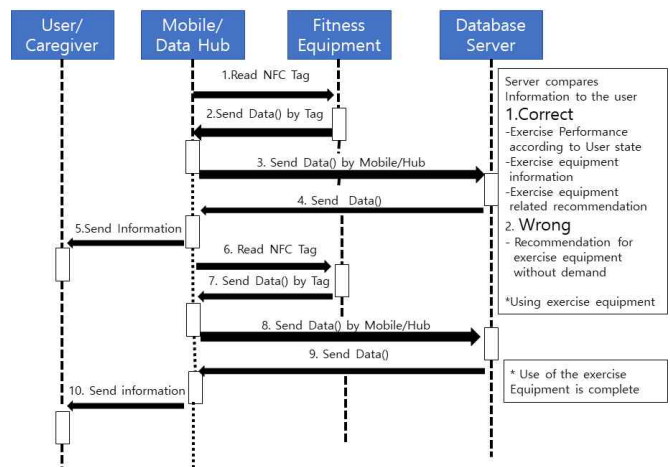 User/
Caregiver
Mobile/
Data Hub
Fitness
Equipment
Database
Server
1.Read NFC Tag
2.Send Data() by Tag
3. Send Data() by Mobile/Hub
4. Send Data()
5.Send Information
6. Read NFC Tag
7. Send Data() by Tag
8. Send Data() by Mobile/Hub
9. Send Data()
10. Send information
Server compares
Information to the user
1.Correct
-Exercise Performance
according to User state
-Exercise equipment
information
-Exercise equipment
related recommendation
2. Wrong
- Recommendation for
exercise equipment
without demand
*Using exercise equipment
* Use of the exercise
Equipment is complete